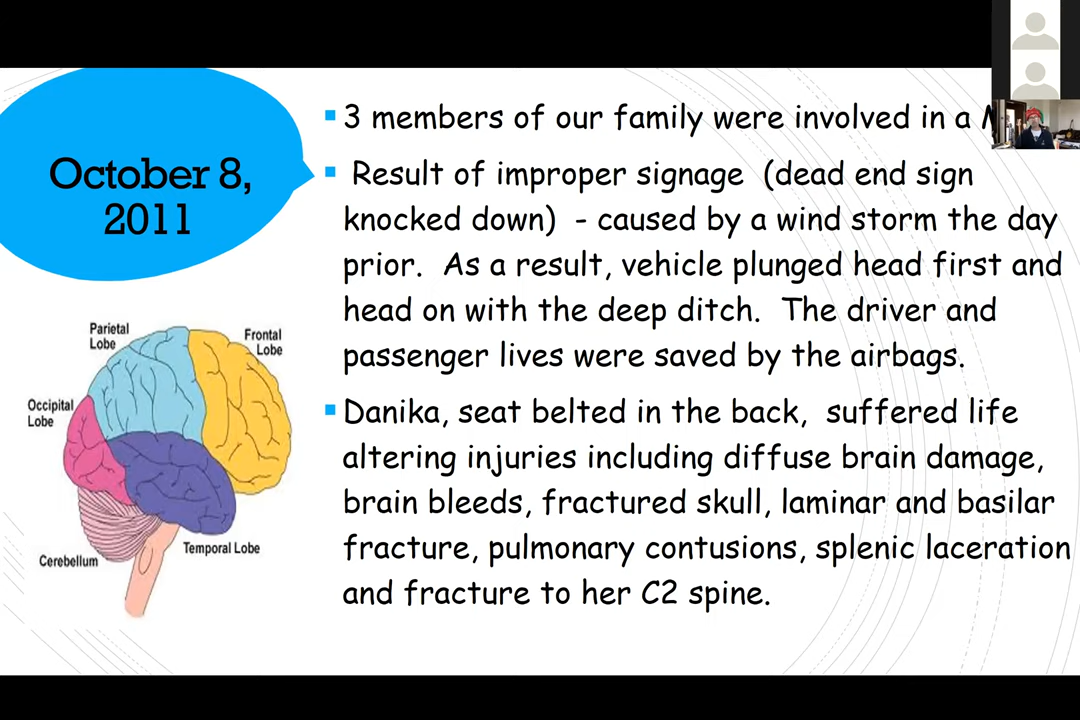 October 8,
2011
3 members of our family were involved in a
Result of improper signage (dead end sign
knocked down) - caused by a wind storm the day
prior. As a result, vehicle plunged head first and
head on with the deep ditch. The driver and
passenger lives were saved by the airbags.
Danika, seat belted in the back, suffered life
altering injuries including diffuse brain damage,
brain bleeds, fractured skull, laminar and basilar
fracture, pulmonary contusions, splenic laceration
and fracture to her C2 spine.
Parietal
Lobe
Frontal
Lobe
Occipital
Lobe
Temporal Lobe
Cerebellum